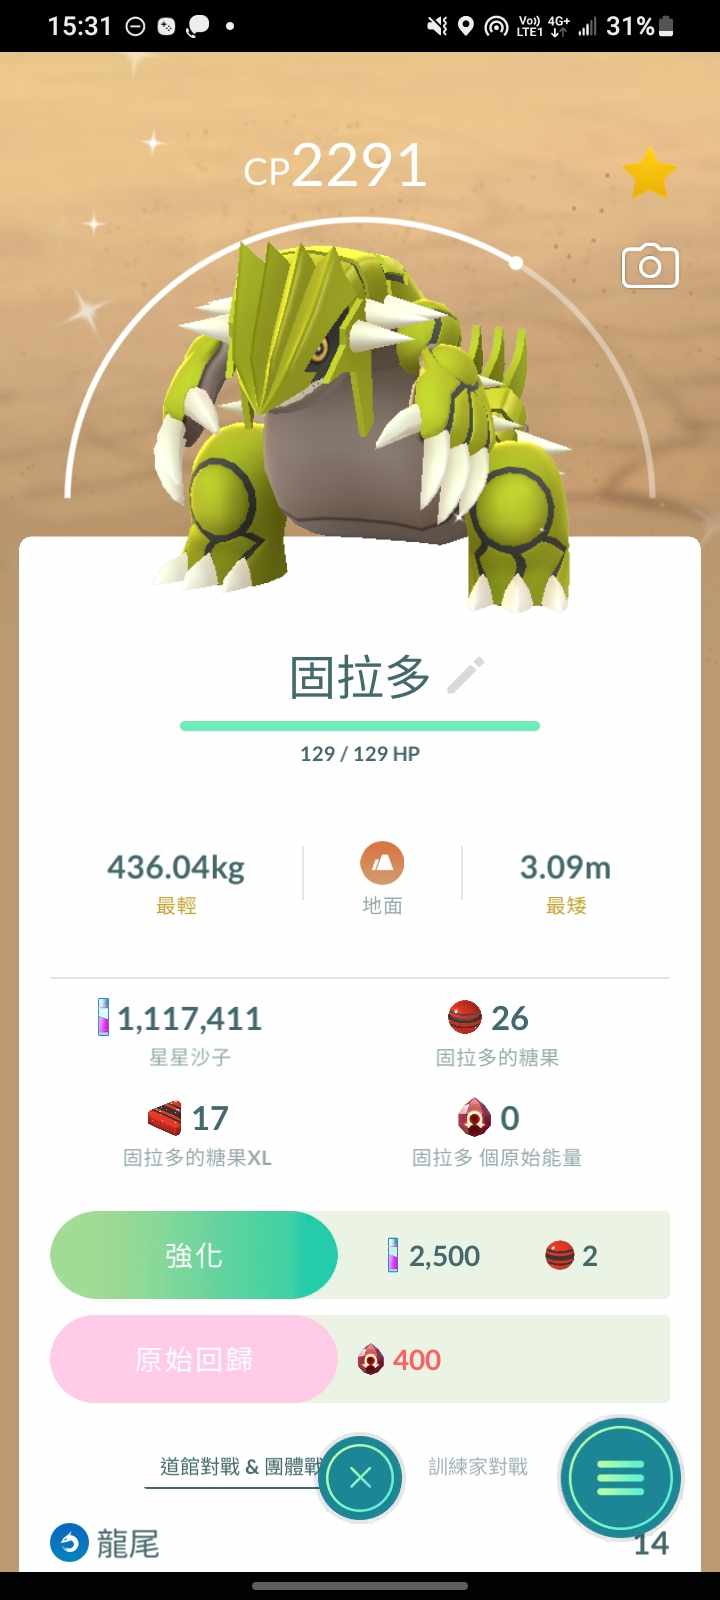 15:31
Vo)) LTE1 4G+ 31%
CP2291
固拉多
129 / 129 HP
436.04kg
最輕
地面
3.09m
最矮
1,117,411
星星沙子
26
固拉多的糖果
17
固拉多的糖果XL
0
固拉多 個原始能量
強化 2,500 2
原始回歸 400
道館對戰 & 團體戰
訓練家對戰
龍尾 14